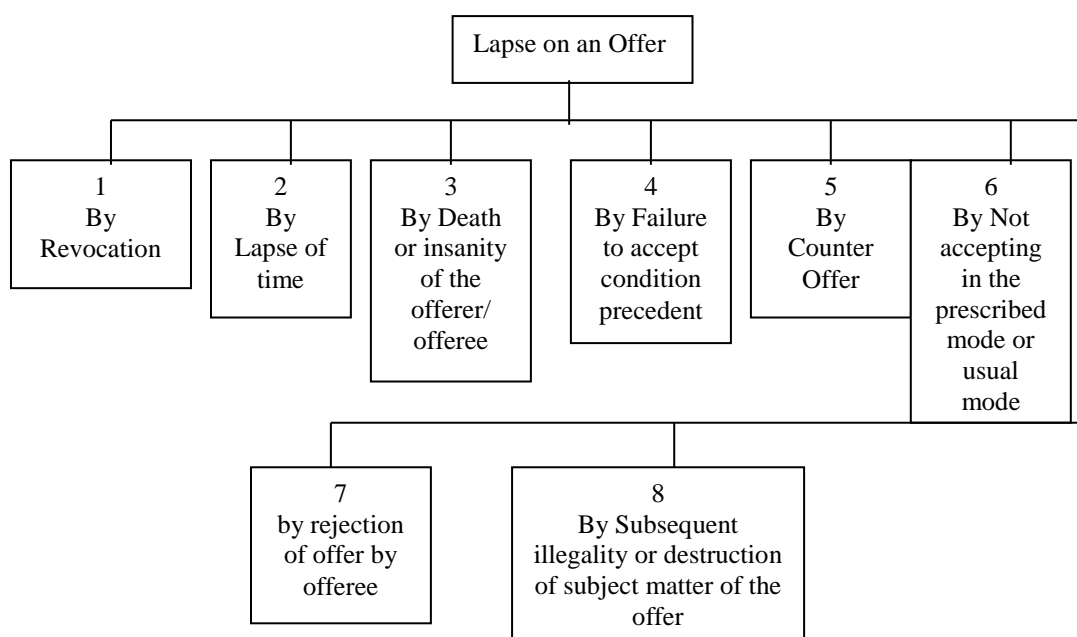 Lapse on an Offer
1
By
Revocation
2
By
Lapse of
time
3
By Death
or insanity
of the
offerer/
offeree
4
By Failure
to accept
condition
precedent
5
By
Counter
Offer
6
By Not
accepting
in the
prescribed
mode or
usual
mode
7
by rejection
of offer by
offeree
8
By Subsequent
illegality or destruction
of subject matter of the
offer